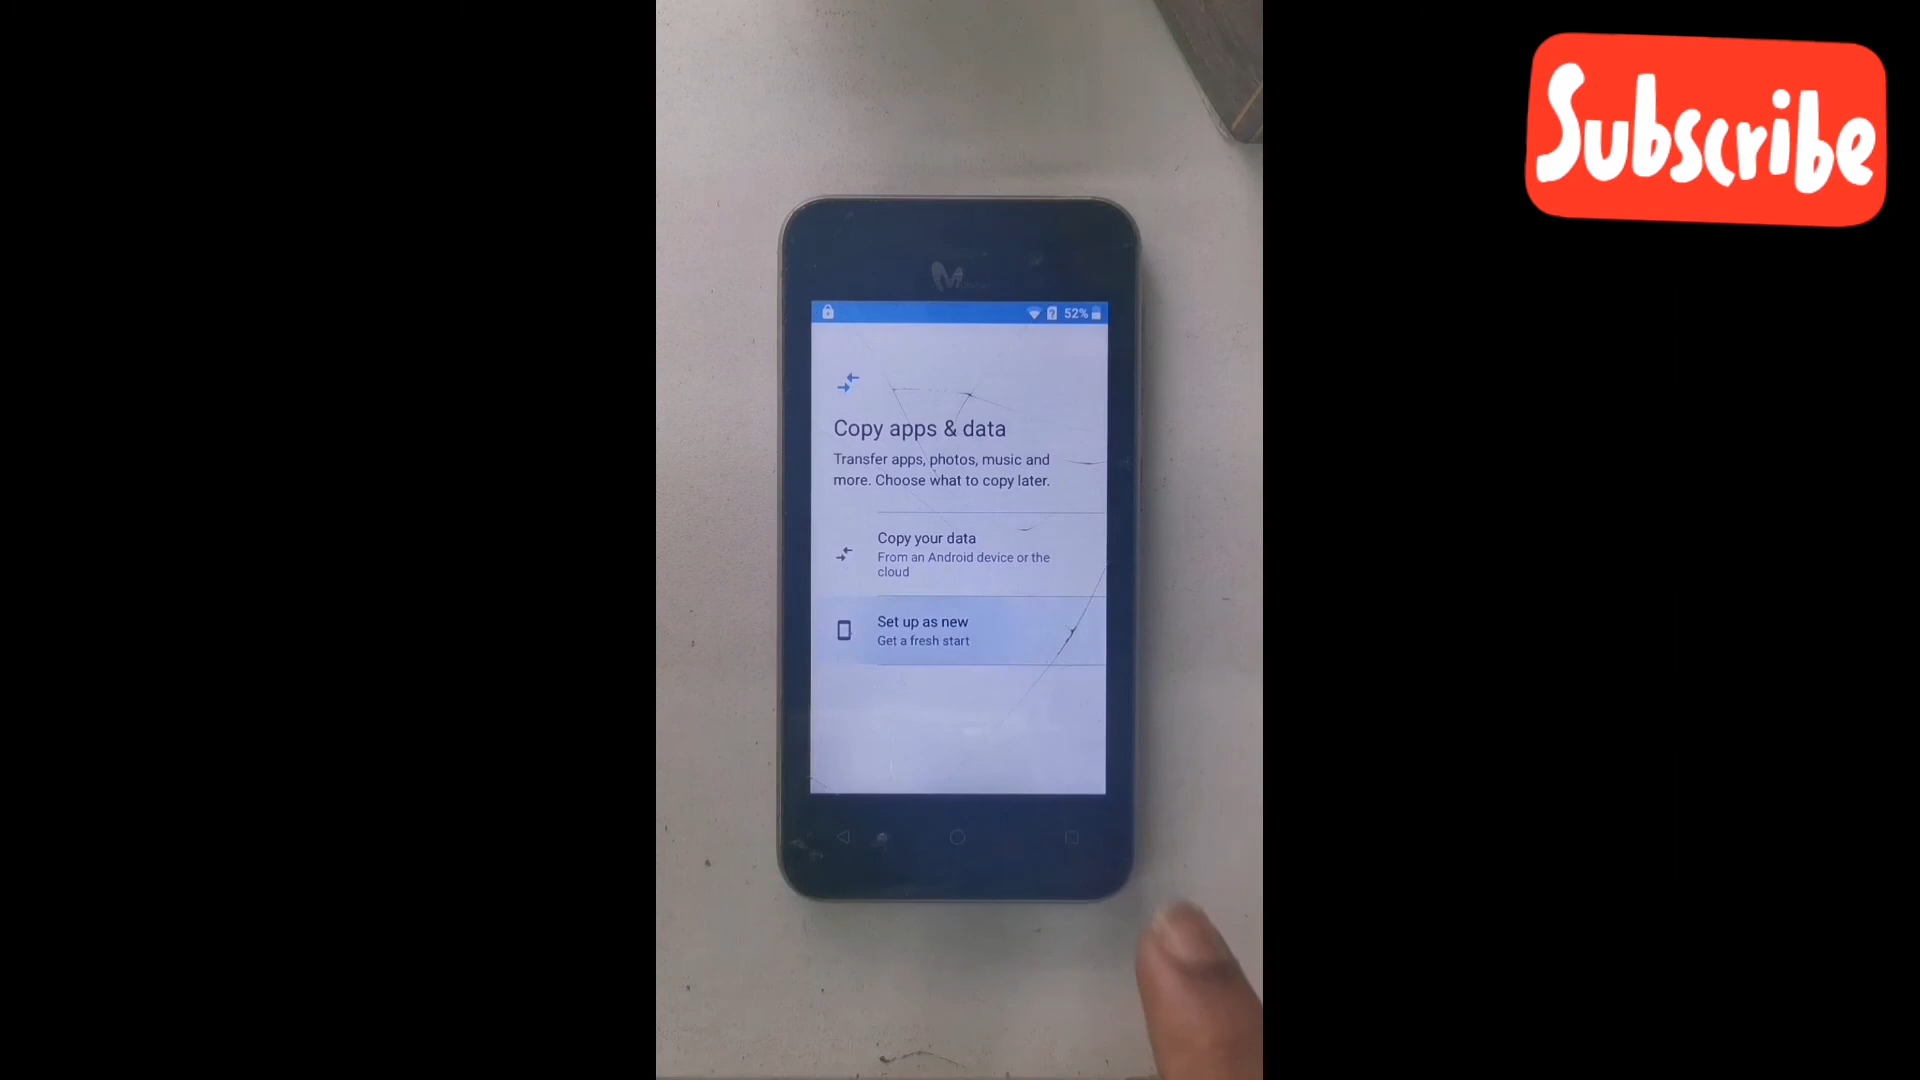 Subscribe
52%
Copy apps & data
Transfer apps, photos, music and
more. Choose what to copy later.
Copy your data
From an Android device or the
cloud
Set up as new
Get a fresh start